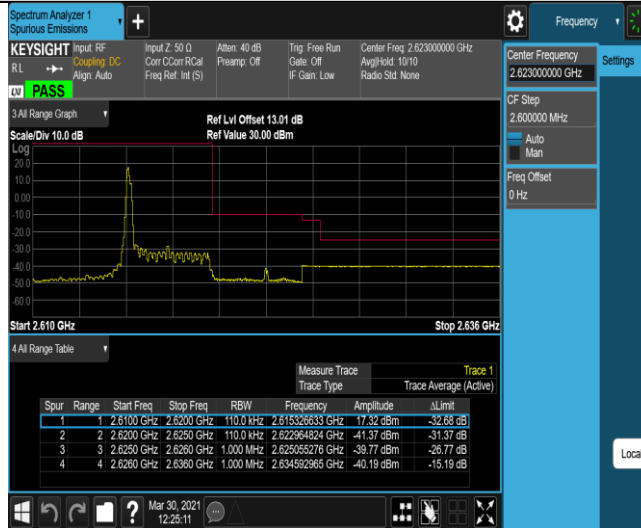 Spectrum Analyzer 1
Spurious Emissions
Frequency
KEYSIGHT
RL
Input: RF
Coupling: DC
Align: Auto
Input Z: 50 Ω
Corr CCorr RCal
Freq Ref: Int (S)
Atten: 40 dB
Preamp: Off
Trig: Free Run
Gate: Off
IF Gain: Low
Center Freq: 2.623000000 GHz
Avg|Hold: 10/10
Radio Std: None
LXI PASS
Center Frequency
2.623000000 GHz
Settings
CF Step
2.600000 MHz
Auto
Man
Freq Offset
0 Hz
3 All Range Graph
Scale/Div 10.0 dB
Ref Lvl Offset 13.01 dB
Ref Value 30.00 dBm
Log
20.0
10.0
0.00
-10.0
-20.0
-30.0
-40.0
-50.0
-60.0
Start 2.610 GHz
Stop 2.636 GHz
4 All Range Table
Measure Trace Trace 1
Trace Type Trace Average (Active)
Spur Range Start Freq Stop Freq RBW Frequency Amplitude ΔLimit
1 1 2.6100 GHz 2.6200 GHz 110.0 kHz 2.615326633 GHz 17.32 dBm -32.68 dB
2 2 2.6200 GHz 2.6250 GHz 110.0 kHz 2.622964824 GHz -41.37 dBm -31.37 dB
3 3 2.6250 GHz 2.6260 GHz 1.000 MHz 2.625055276 GHz -39.77 dBm -26.77 dB
4 4 2.6260 GHz 2.6360 GHz 1.000 MHz 2.634592965 GHz -40.19 dBm -15.19 dB
Local
?
Mar 30, 2021
12:25:11